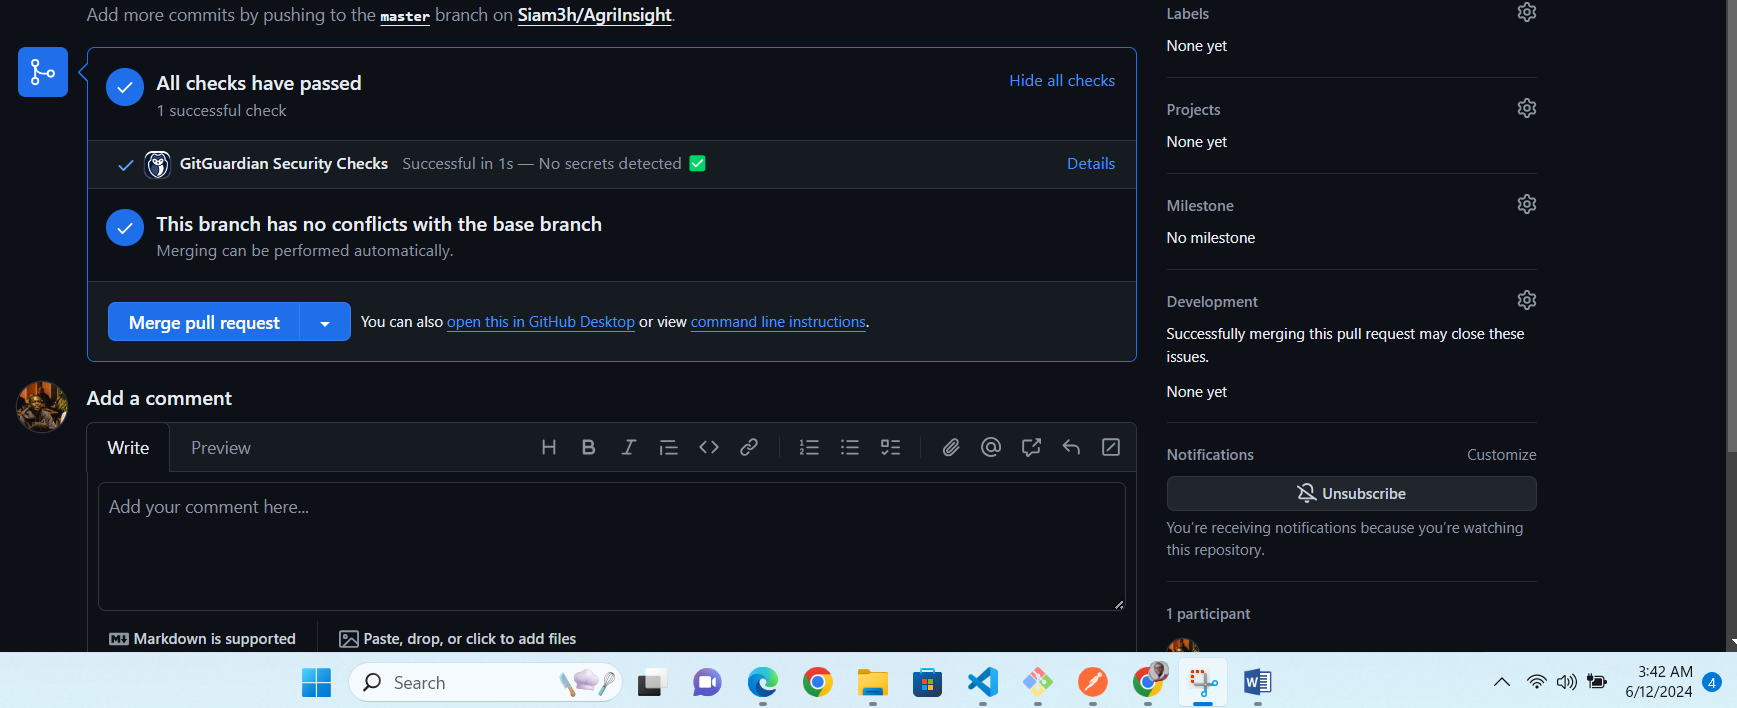 Add more commits by pushing to the master branch on Siam3h/AgriInsight.
All checks have passed
1 successful check
Hide all checks
GitGuardian Security Checks Successful in 1s — No secrets detected ✅
Details
This branch has no conflicts with the base branch
Merging can be performed automatically.
Merge pull request
You can also open this in GitHub Desktop or view command line instructions.
Add a comment
Write
Preview
Add your comment here...
Markdown is supported
Paste, drop, or click to add files
Labels
None yet
Projects
None yet
Milestone
No milestone
Development
Successfully merging this pull request may close these
issues.
None yet
Notifications
Customize
Unsubscribe
You're receiving notifications because you're watching
this repository.
1 participant
Search
3:42 AM
6/12/2024
4